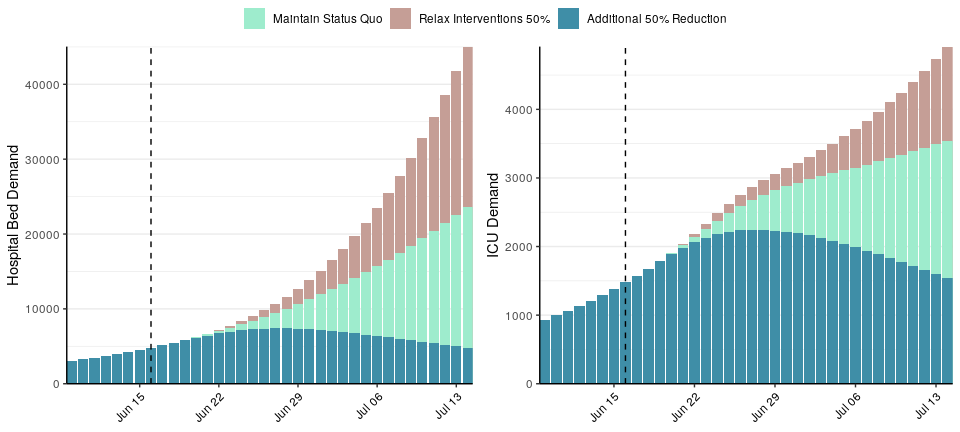 Maintain Status Quo Relax Interventions 50% Additional 50% Reduction
Hospital Bed Demand
40000
30000
20000
10000
0
Jun 15 Jun 22 Jun 29 Jul 06 Jul 13
ICU Demand
4000
3000
2000
1000
0
Jun 15 Jun 22 Jun 29 Jul 06 Jul 13